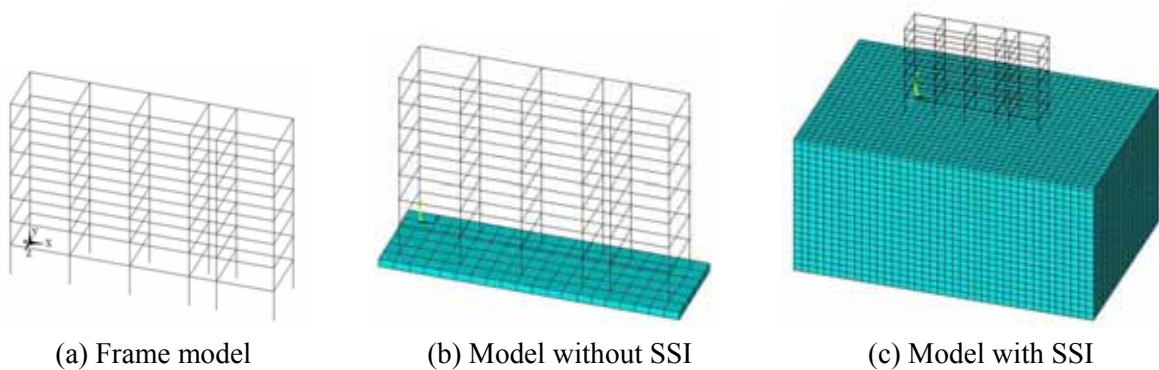 Y
X
Z
(a) Frame model
(b) Model without SSI
(c) Model with SSI